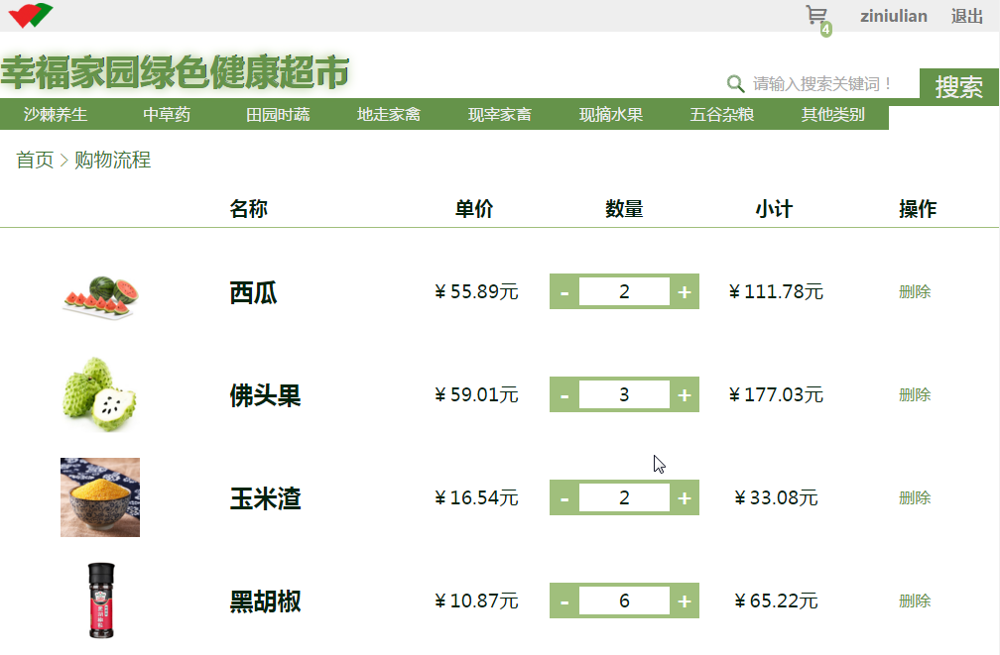 4 ziniulian 退出
幸福家园绿色健康超市
请输入搜索关键词！ 搜索
沙棘养生 中草药 田园时蔬 地走家禽 现宰家畜 现摘水果 五谷杂粮 其他类别
首页 > 购物流程
名称 单价 数量 小计 操作
西瓜 ¥ 55.89元 - 2 + ¥ 111.78元 删除
佛头果 ¥ 59.01元 - 3 + ¥ 177.03元 删除
玉米渣 ¥ 16.54元 - 2 + ¥ 33.08元 删除
黑胡椒 ¥ 10.87元 - 6 + ¥ 65.22元 删除